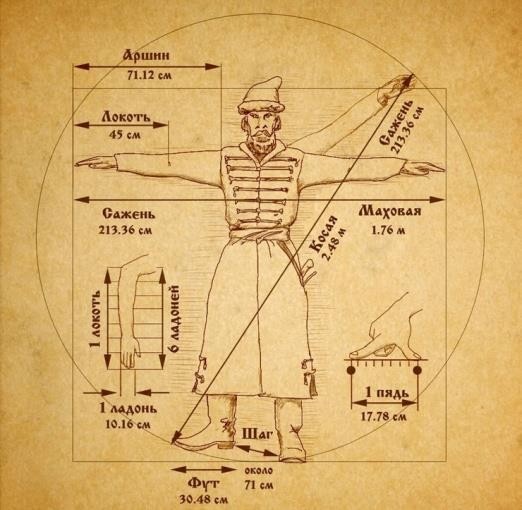 Аршин
71.12 см
Локоть
45 см
Сажень
213.36 см
Сажень
213.36 см
Маховая
1.76 м
Косая
2.48 м
1 локоть
6 ладоней
1 ладонь
10.16 см
1 пядь
17.78 см
Шаг
около
71 см
Фут
30.48 см